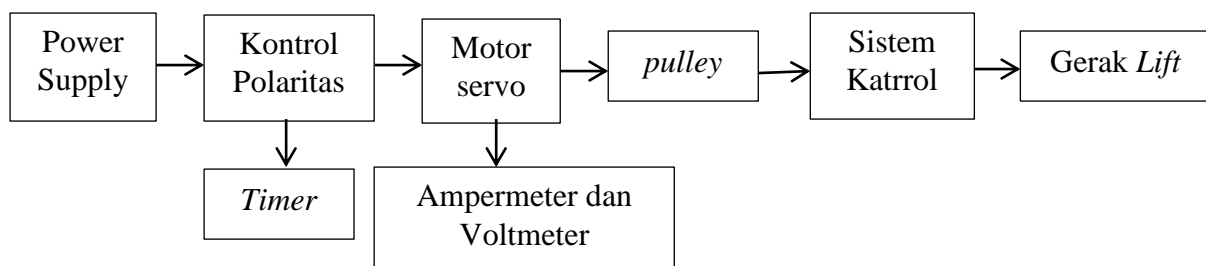 Power
Supply
Kontrol
Polaritas
Motor
servo
pulley
Sistem
Katrrol
Gerak Lift
Timer
Ampermeter dan
Voltmeter